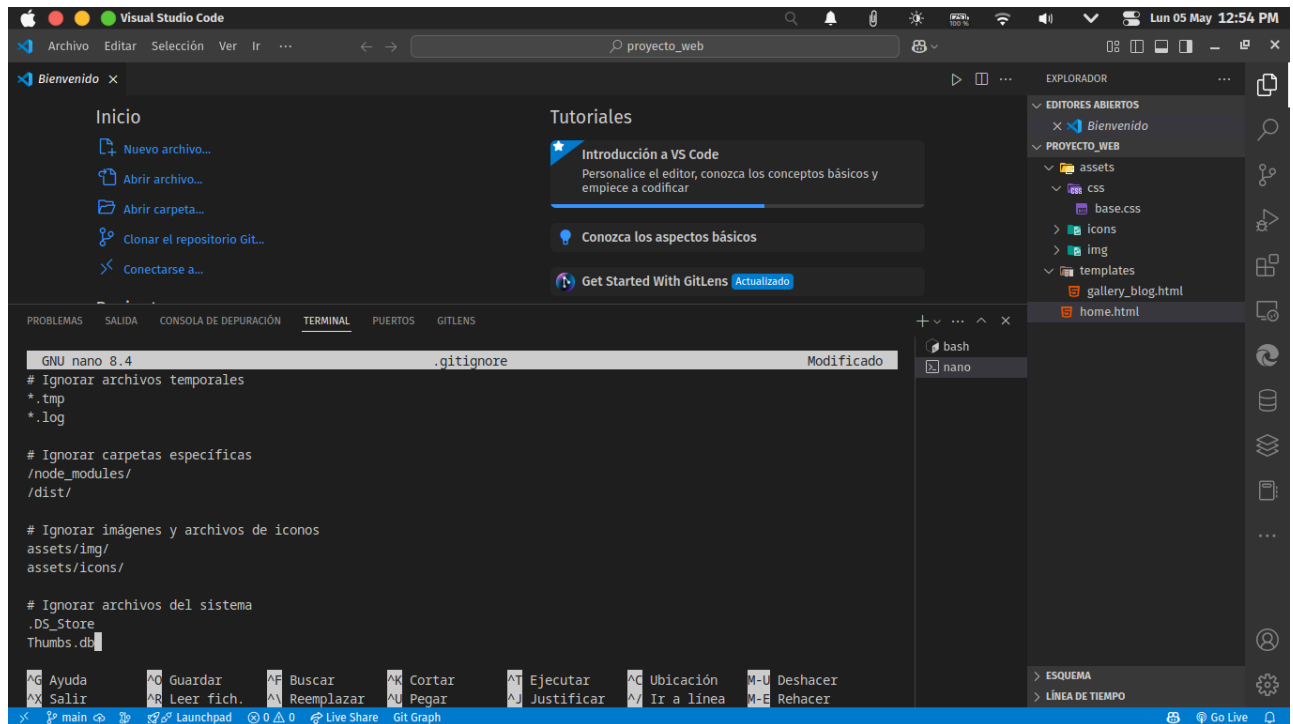 Visual Studio Code
100 %
Lun 05 May 12:54 PM
Archivo Editar Selección Ver Ir ···
proyecto_web
Bienvenido
Inicio
Nuevo archivo...
Abrir archivo...
Abrir carpeta...
Clonar el repositorio Git...
Conectarse a...
Tutoriales
Introducción a VS Code
Personalice el editor, conozca los conceptos básicos y
empiece a codificar
Conozca los aspectos básicos
Get Started With GitLens Actualizado
EXPLORADOR
EDITORES ABIERTOS
Bienvenido
PROYECTO_WEB
assets
css
base.css
icons
img
templates
gallery_blog.html
home.html
PROBLEMAS SALIDA CONSOLA DE DEPURACIÓN TERMINAL PUERTOS GITLENS
bash
nano
GNU nano 8.4 .gitignore Modificado
# Ignorar archivos temporales
*.tmp
*.log
# Ignorar carpetas específicas
/node_modules/
/dist/
# Ignorar imágenes y archivos de iconos
assets/img/
assets/icons/
# Ignorar archivos del sistema
.DS_Store
Thumbs.db
^G Ayuda ^O Guardar ^F Buscar ^K Cortar ^T Ejecutar ^C Ubicación M-U Deshacer
^X Salir ^R Leer fich. ^\ Reemplazar ^U Pegar ^J Justificar ^/ Ir a línea M-E Rehacer
ESQUEMA
LÍNEA DE TIEMPO
main Launchpad 0 0 Live Share Git Graph
Go Live